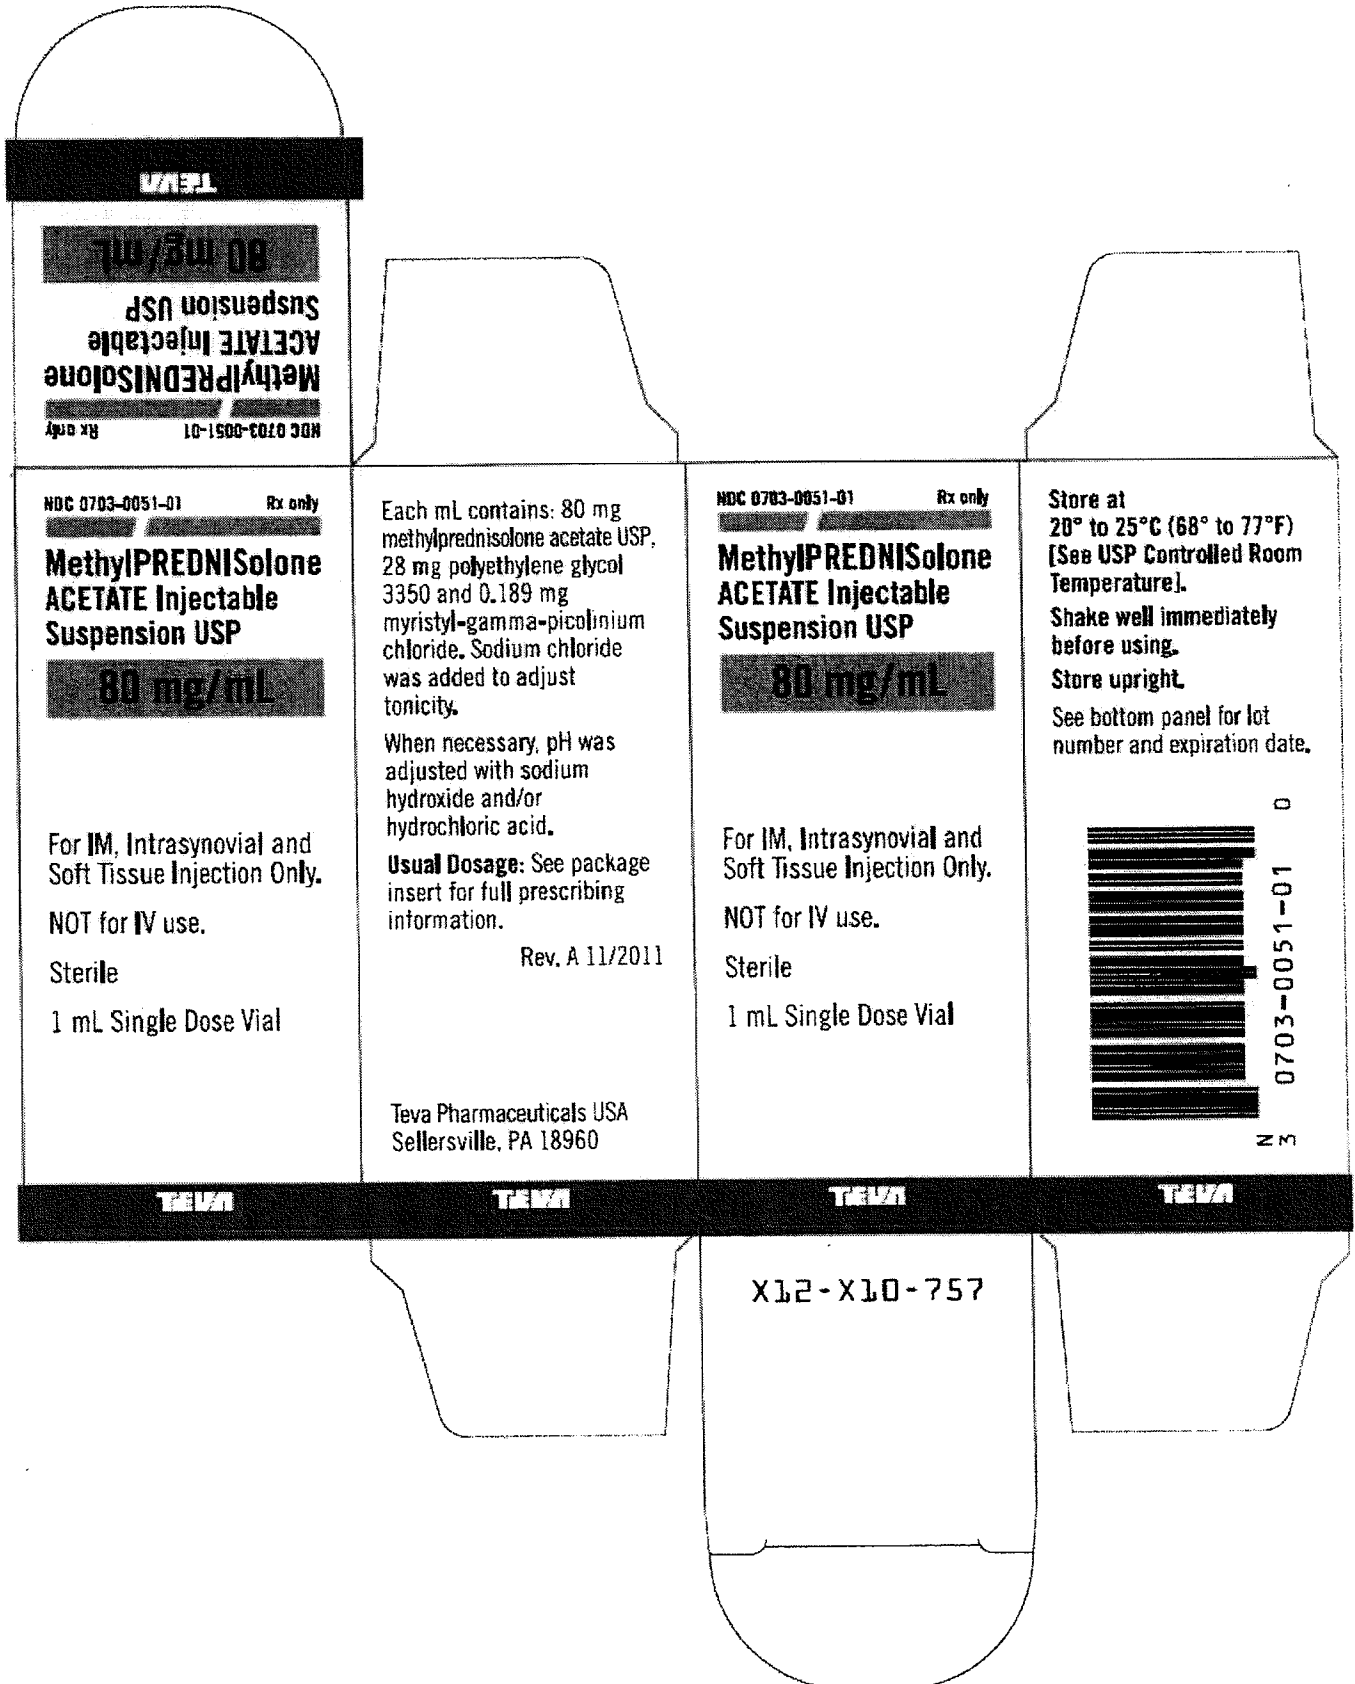 TEVA
80 mg/mL
Suspension USP
ACETATE Injectable
MethylPREDNISolone
NDC 0703-0051-01 Rx only
NDC 0703-0051-01 Rx only
MethylPREDNISolone
ACETATE Injectable
Suspension USP
80 mg/mL
For IM, Intrasynovial and
Soft Tissue Injection Only.
NOT for IV use.
Sterile
1 mL Single Dose Vial
TEVA
Each mL contains: 80 mg
methylprednisolone acetate USP,
28 mg polyethylene glycol
3350 and 0.189 mg
myristyl-gamma-picolinium
chloride. Sodium chloride
was added to adjust
tonicity.
When necessary, pH was
adjusted with sodium
hydroxide and/or
hydrochloric acid.
Usual Dosage: See package
insert for full prescribing
information.
Rev. A 11/2011
Teva Pharmaceuticals USA
Sellersville, PA 18960
TEVA
NDC 0703-0051-01 Rx only
MethylPREDNISolone
ACETATE Injectable
Suspension USP
80 mg/mL
For IM, Intrasynovial and
Soft Tissue Injection Only.
NOT for IV use.
Sterile
1 mL Single Dose Vial
TEVA
Store at
20° to 25°C (68° to 77°F)
[See USP Controlled Room
Temperature].
Shake well immediately
before using.
Store upright.
See bottom panel for lot
number and expiration date.
N
3 0703-0051-01 0
TEVA
X12-X10-757